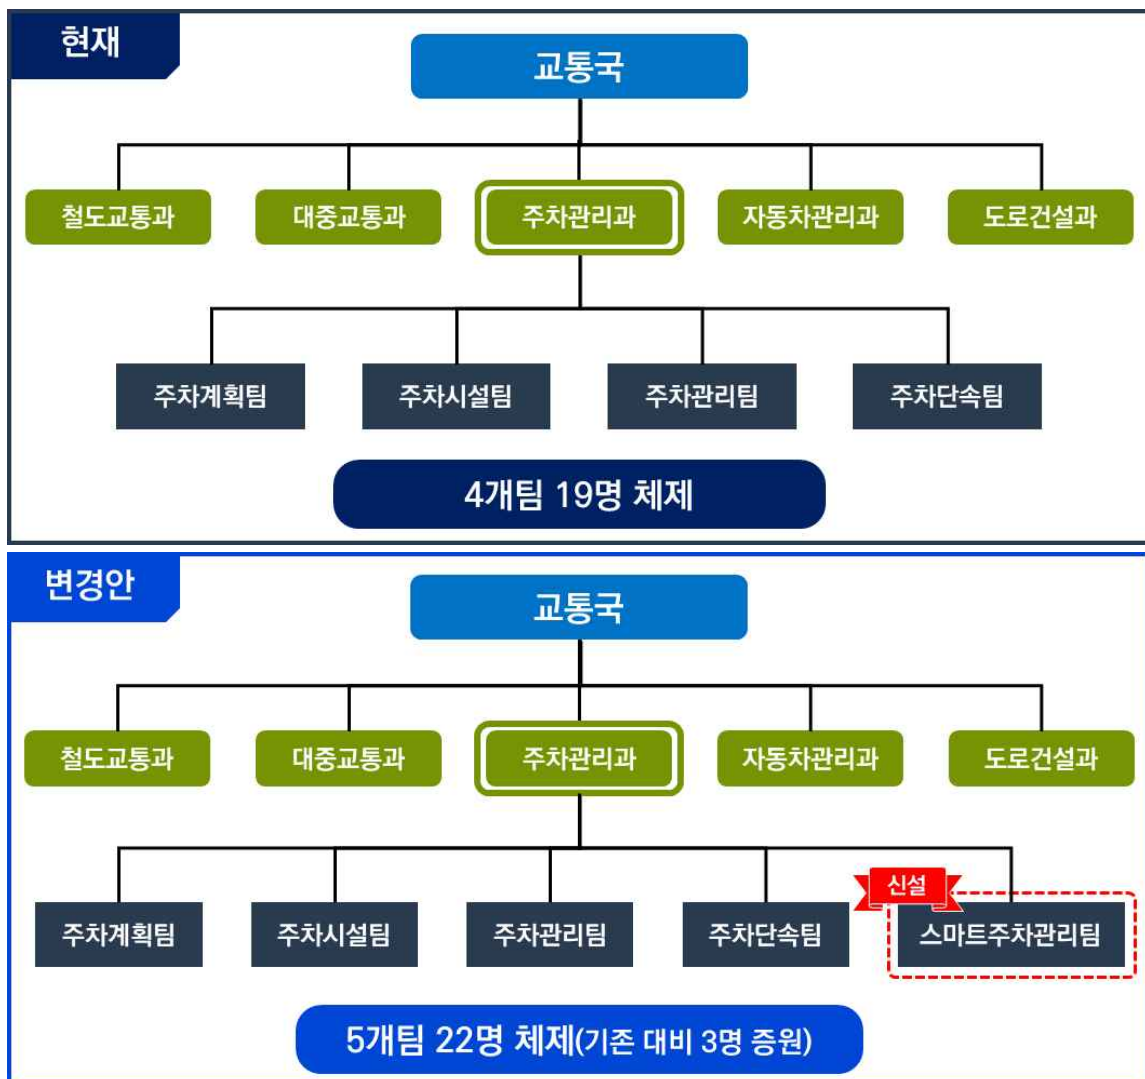 현재
교통국
철도교통과 대중교통과 주차관리과 자동차관리과 도로건설과
주차계획팀 주차시설팀 주차관리팀 주차단속팀
4개팀 19명 체제
변경안
교통국
철도교통과 대중교통과 주차관리과 자동차관리과 도로건설과
신설
주차계획팀 주차시설팀 주차관리팀 주차단속팀 스마트주차관리팀
5개팀 22명 체제(기존 대비 3명 증원)